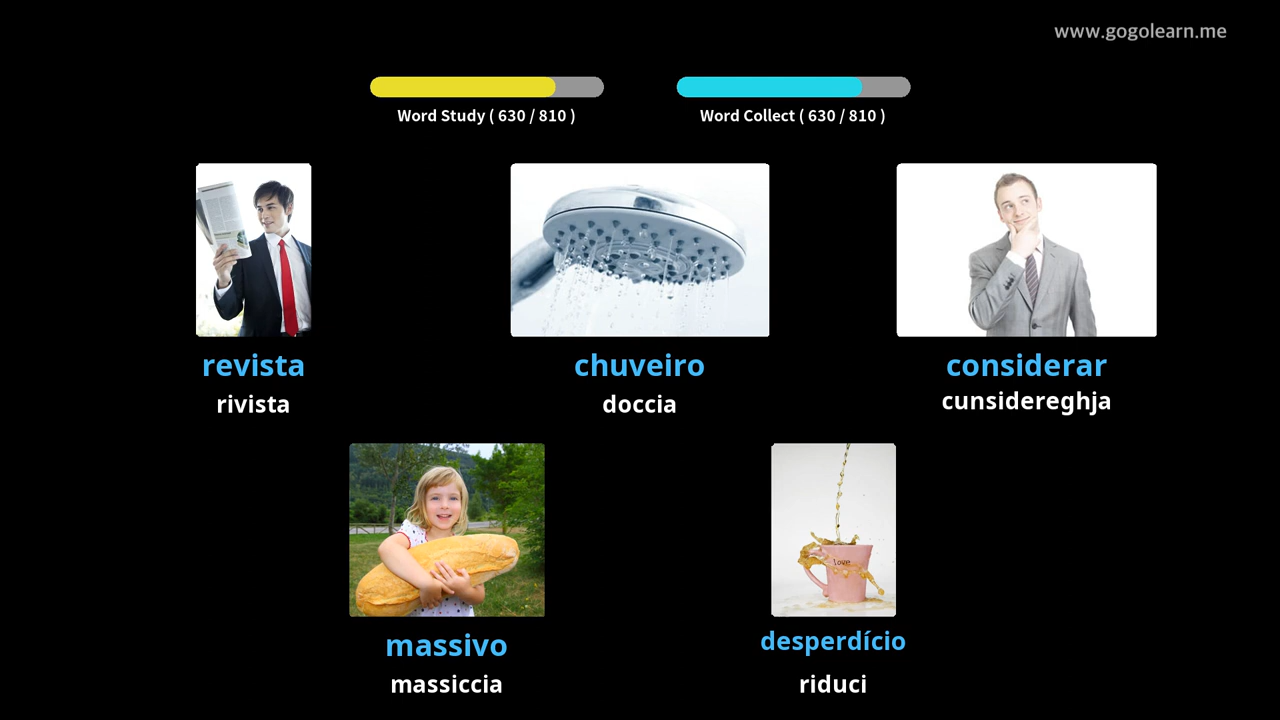 www.gogolearn.me
Word Study ( 630 / 810 )
Word Collect ( 630 / 810 )
revista
rivista
chuveiro
doccia
considerar
cunsidereghja
massivo
massiccia
love
desperdício
riduci